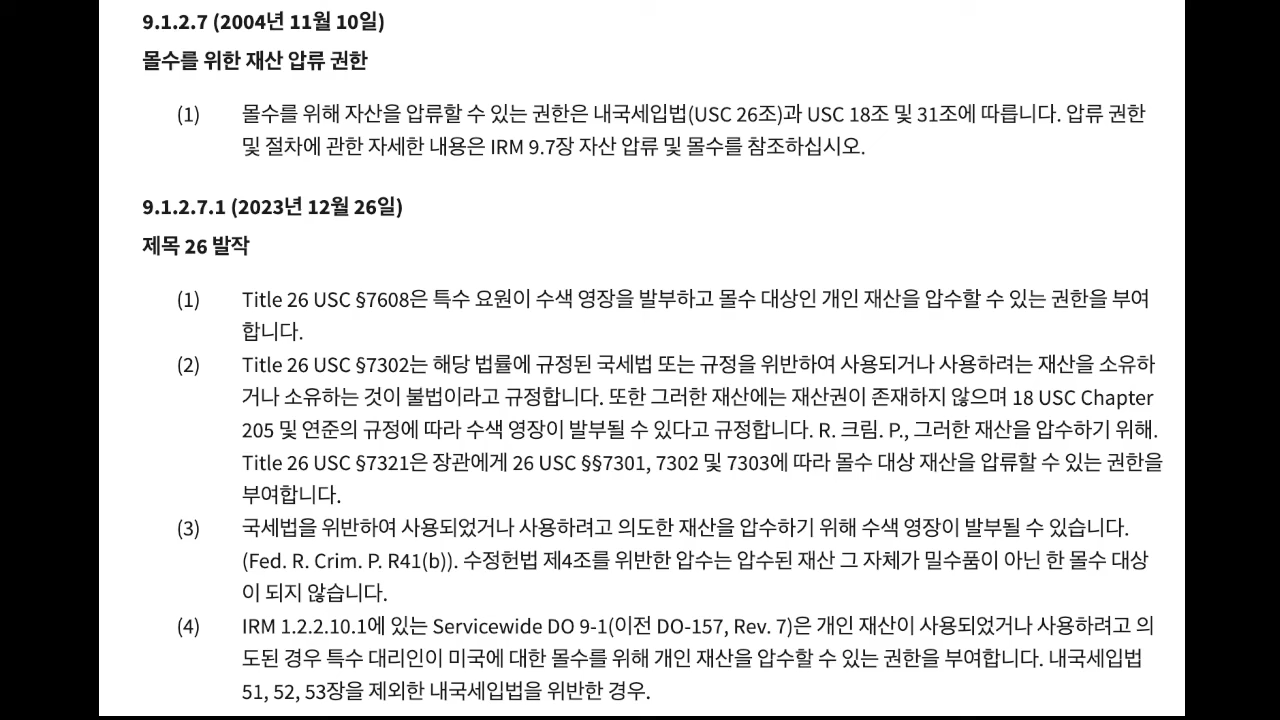 9.1.2.7 (2004년 11월 10일)
몰수를 위한 재산 압류 권한
(1) 몰수를 위해 자산을 압류할 수 있는 권한은 내국세입법(USC 26조)과 USC 18조 및 31조에 따릅니다. 압류 권한
및 절차에 관한 자세한 내용은 IRM 9.7장 자산 압류 및 몰수를 참조하십시오.
9.1.2.7.1 (2023년 12월 26일)
제목 26 발작
(1) Title 26 USC §7608은 특수 요원이 수색 영장을 발부하고 몰수 대상인 개인 재산을 압수할 수 있는 권한을 부여
합니다.
(2) Title 26 USC §7302는 해당 법률에 규정된 국세법 또는 규정을 위반하여 사용되거나 사용하려는 재산을 소유하
거나 소유하는 것이 불법이라고 규정합니다. 또한 그러한 재산에는 재산권이 존재하지 않으며 18 USC Chapter
205 및 연준의 규정에 따라 수색 영장이 발부될 수 있다고 규정합니다. R. 크림. P., 그러한 재산을 압수하기 위해.
Title 26 USC §7321은 장관에게 26 USC §§7301, 7302 및 7303에 따라 몰수 대상 재산을 압류할 수 있는 권한을
부여합니다.
(3) 국세법을 위반하여 사용되었거나 사용하려고 의도한 재산을 압수하기 위해 수색 영장이 발부될 수 있습니다.
(Fed. R. Crim. P. R41(b)). 수정헌법 제4조를 위반한 압수는 압수된 재산 그 자체가 밀수품이 아닌 한 몰수 대상
이 되지 않습니다.
(4) IRM 1.2.2.10.1에 있는 Servicewide DO 9-1(이전 DO-157, Rev. 7)은 개인 재산이 사용되었거나 사용하려고 의
도된 경우 특수 대리인이 미국에 대한 몰수를 위해 개인 재산을 압수할 수 있는 권한을 부여합니다. 내국세입법
51, 52, 53장을 제외한 내국세입법을 위반한 경우.